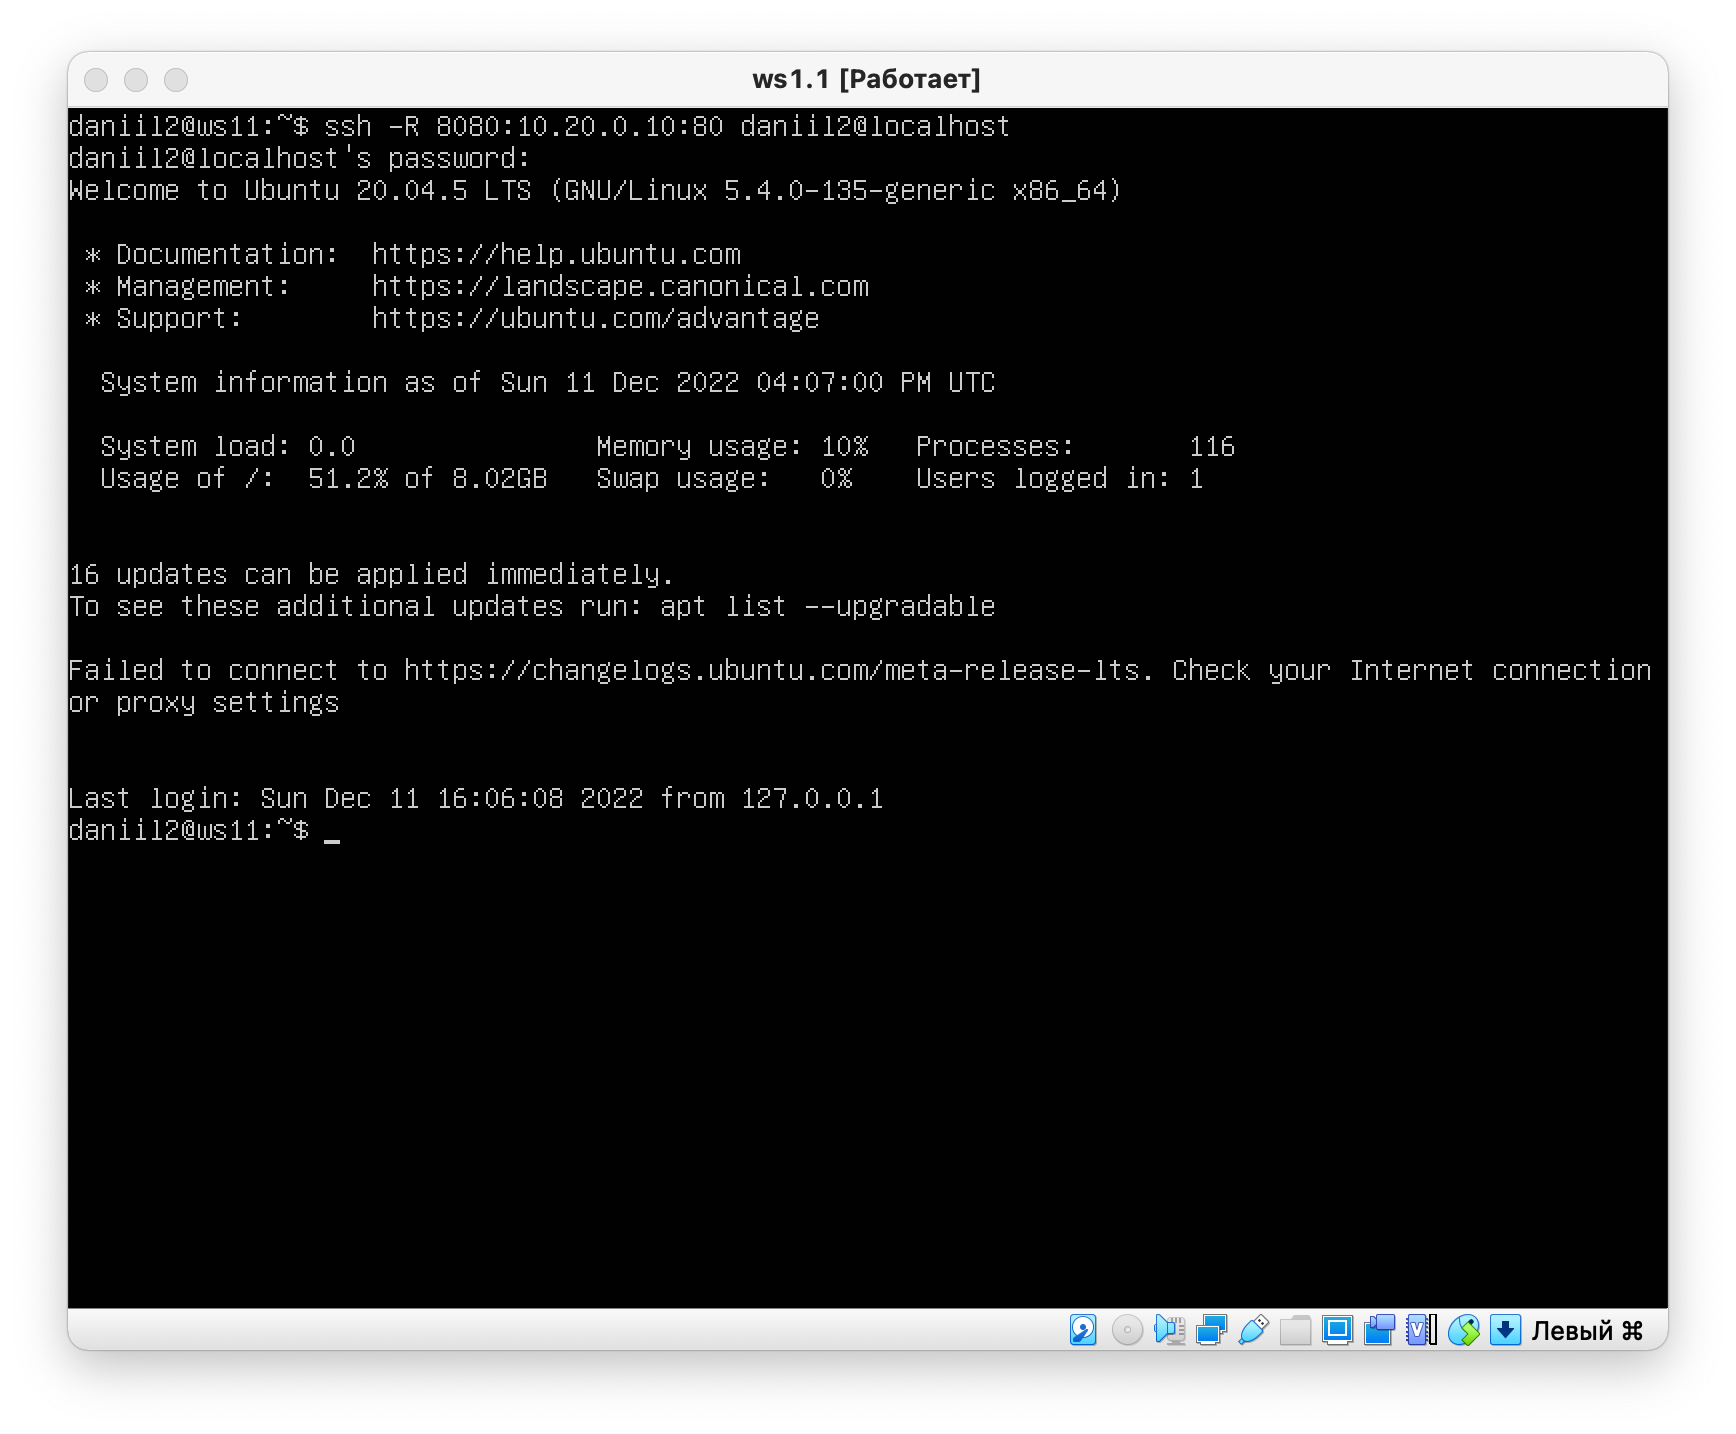 ws1.1 [Работает]
daniil2@ws11:~$ ssh -R 8080:10.20.0.10:80 daniil2@localhost
daniil2@localhost's password:
Welcome to Ubuntu 20.04.5 LTS (GNU/Linux 5.4.0-135-generic x86_64)
* Documentation:  https://help.ubuntu.com
* Management:     https://landscape.canonical.com
* Support:        https://ubuntu.com/advantage
System information as of Sun 11 Dec 2022 04:07:00 PM UTC
System load: 0.0               Memory usage: 10%   Processes:       116
Usage of /:  51.2% of 8.02GB   Swap usage:   0%    Users logged in: 1
16 updates can be applied immediately.
To see these additional updates run: apt list --upgradable
Failed to connect to https://changelogs.ubuntu.com/meta-release-lts. Check your Internet connection
or proxy settings
Last login: Sun Dec 11 16:06:08 2022 from 127.0.0.1
daniil2@ws11:~$ _
Левый ⌘